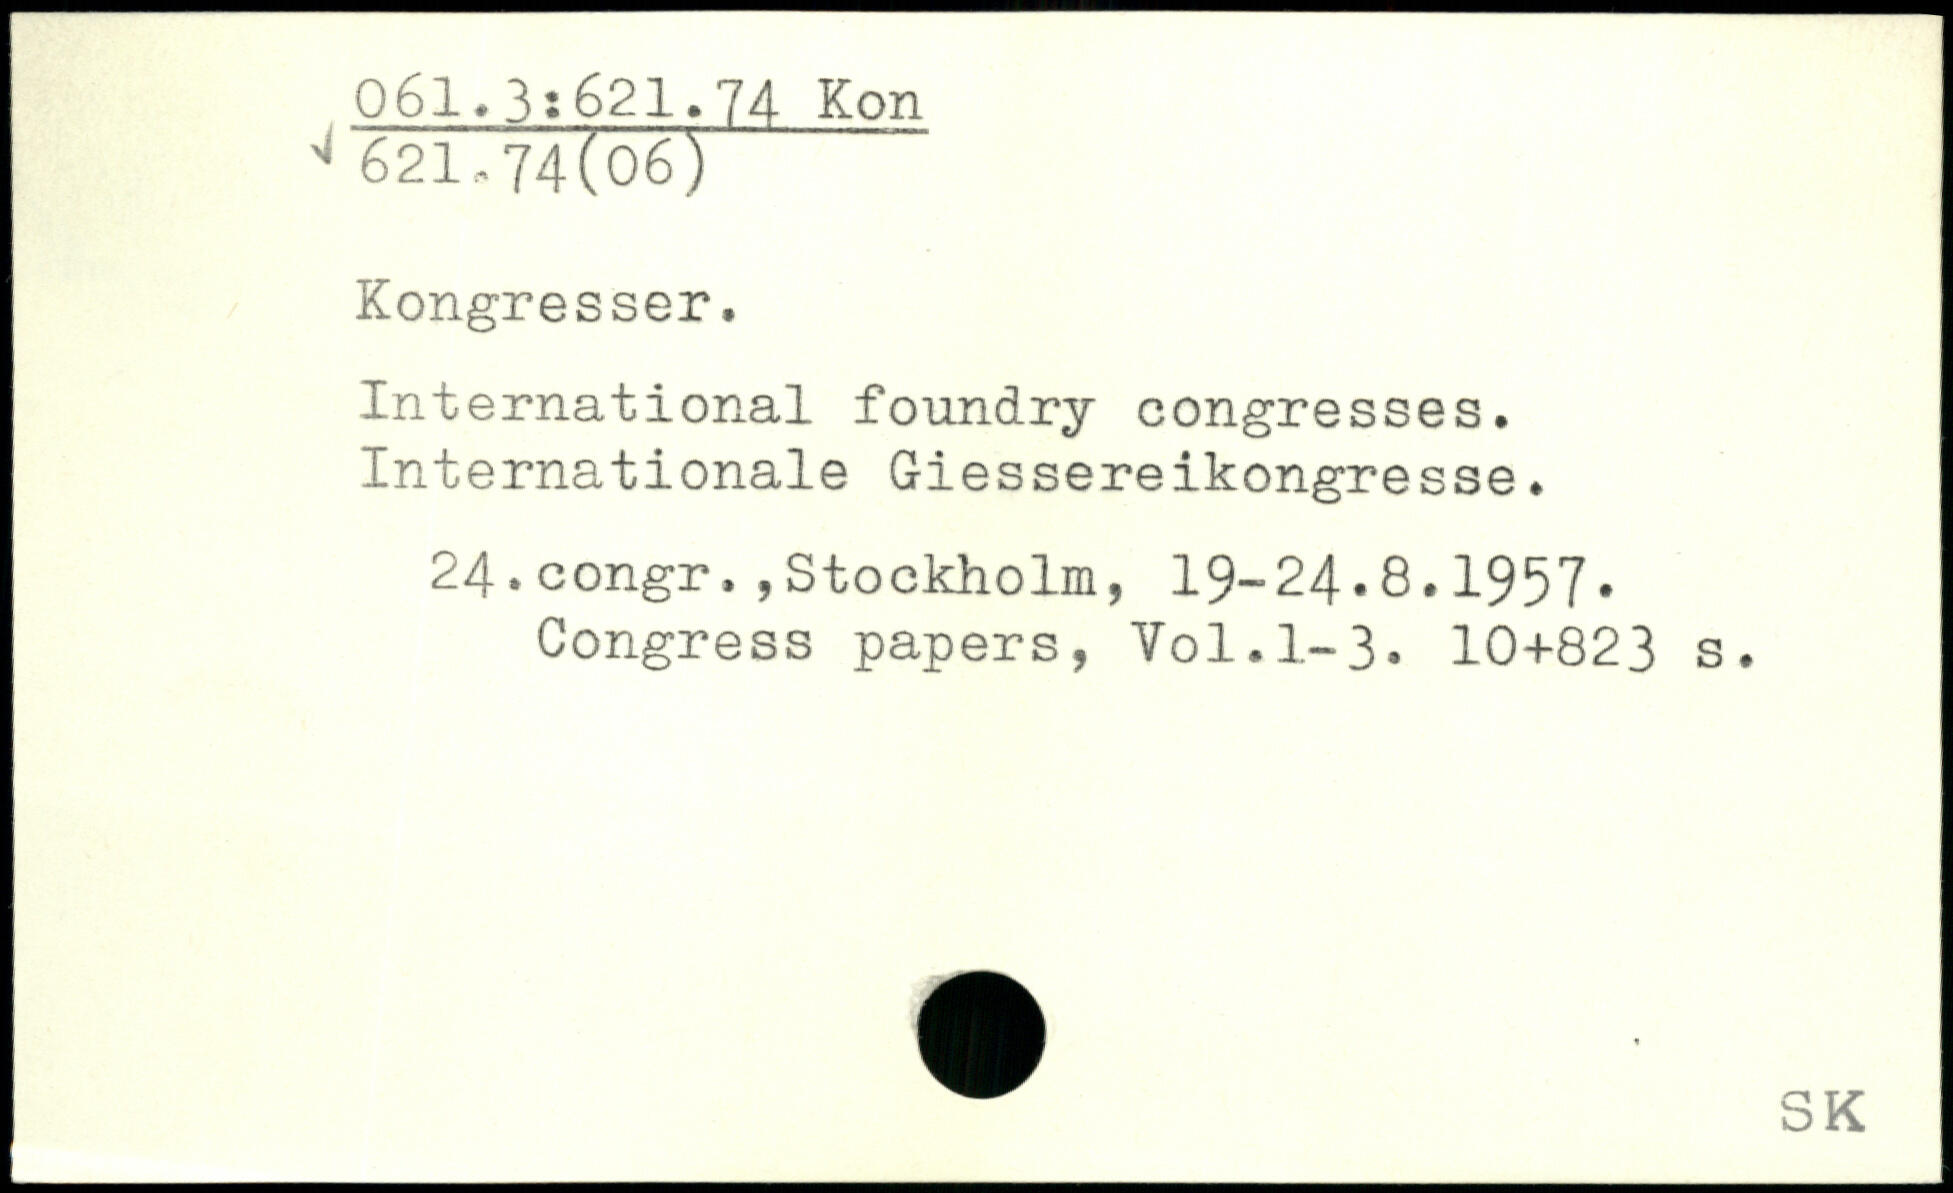 061.3:621.74 Kon
621.74(06)
Kongresser.
International foundry congresses.
Internationale Giessereikongresse.
24.congr.,Stockholm, 19-24.8.1957.
Congress papers, Vol.1-3. 10+823 s.
SK